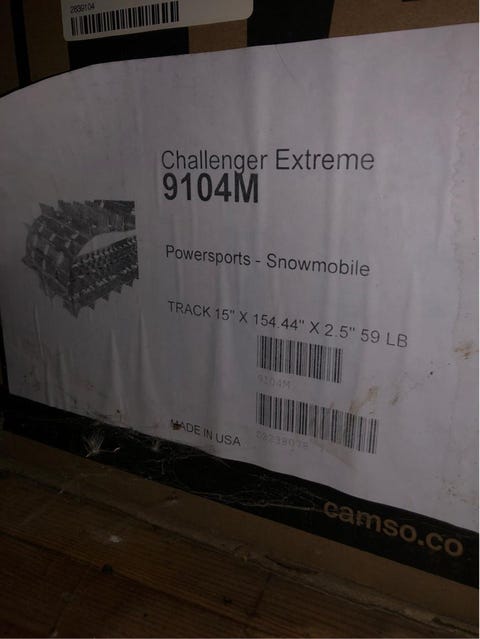 2839104
Challenger Extreme
9104M
Powersports - Snowmobile
TRACK 15" X 154.44" X 2.5" 59 LB
9104M
MADE IN USA
camso.co